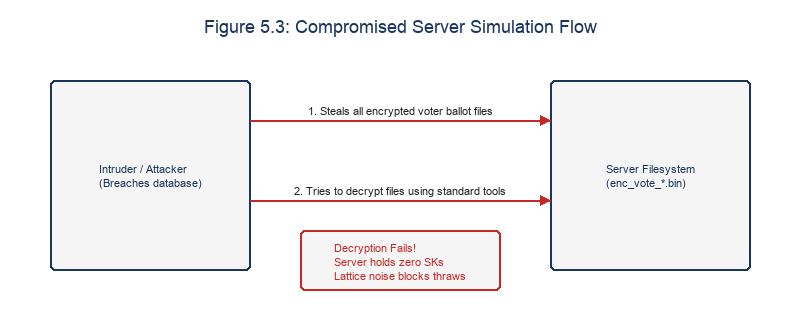 Figure 5.3: Compromised Server Simulation Flow
1. Steals all encrypted voter ballot files
Intruder / Attacker
(Breaches database)
Server Filesystem
(enc_vote_*.bin)
2. Tries to decrypt files using standard tools
Decryption Fails!
Server holds zero SKs
Lattice noise blocks thraws